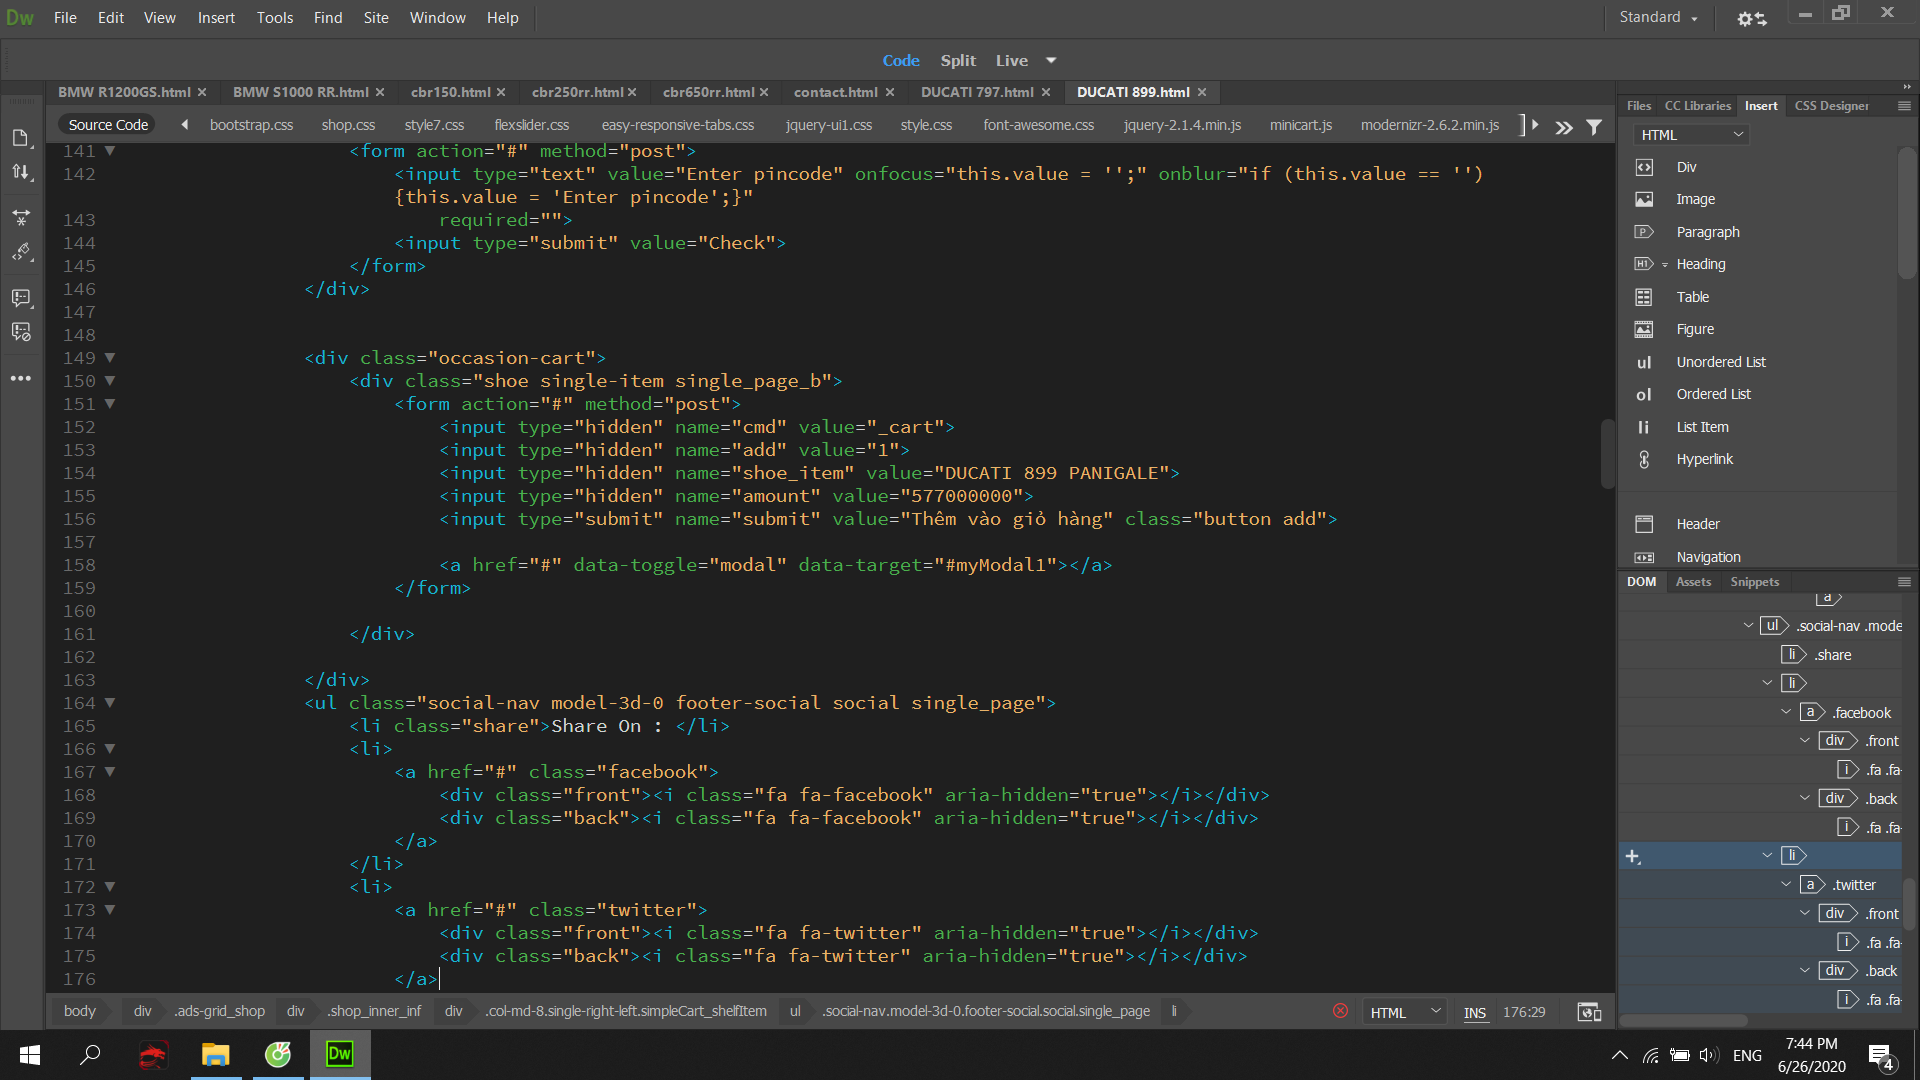 Dw File Edit View Insert Tools Find Site Window Help Standard
Code Split Live
BMW R1200GS.html BMW S1000 RR.html cbr150.html cbr250rr.html cbr650rr.html contact.html DUCATI 797.html DUCATI 899.html
Source Code bootstrap.css shop.css style7.css flexslider.css easy-responsive-tabs.css jquery-ui1.css style.css font-awesome.css jquery-2.1.4.min.js minicart.js modernizr-2.6.2.min.js
141 <form action="#" method="post">
142 <input type="text" value="Enter pincode" onfocus="this.value = '';" onblur="if (this.value == '')
{this.value = 'Enter pincode';}"
143 required="">
144 <input type="submit" value="Check">
145 </form>
146 </div>
147
148
149 <div class="occasion-cart">
150 <div class="shoe single-item single_page_b">
151 <form action="#" method="post">
152 <input type="hidden" name="cmd" value="_cart">
153 <input type="hidden" name="add" value="1">
154 <input type="hidden" name="shoe_item" value="DUCATI 899 PANIGALE">
155 <input type="hidden" name="amount" value="577000000">
156 <input type="submit" name="submit" value="Thêm vào giỏ hàng" class="button add">
157
158 <a href="#" data-toggle="modal" data-target="#myModal1"></a>
159 </form>
160
161 </div>
162
163 </div>
164 <ul class="social-nav model-3d-0 footer-social social single_page">
165 <li class="share">Share On : </li>
166 <li>
167 <a href="#" class="facebook">
168 <div class="front"><i class="fa fa-facebook" aria-hidden="true"></i></div>
169 <div class="back"><i class="fa fa-facebook" aria-hidden="true"></i></div>
170 </a>
171 </li>
172 <li>
173 <a href="#" class="twitter">
174 <div class="front"><i class="fa fa-twitter" aria-hidden="true"></i></div>
175 <div class="back"><i class="fa fa-twitter" aria-hidden="true"></i></div>
176 </a>
body div .ads-grid_shop div .shop_inner_inf div .col-md-8.single-right-left.simpleCart_shelfItem ul .social-nav.model-3d-0.footer-social.social.single_page li HTML INS 176:29
Files CC Libraries Insert CSS Designer
HTML
Div
Image
P Paragraph
H1 Heading
Table
Figure
ul Unordered List
ol Ordered List
li List Item
Hyperlink
Header
Navigation
DOM Assets Snippets
a
ul .social-nav .mode
li .share
li
a .facebook
div .front
i .fa .fa-
div .back
i .fa .fa-
li
a .twitter
div .front
i .fa .fa-
div .back
i .fa .fa-
Dw
ENG
7:44 PM
6/26/2020
4